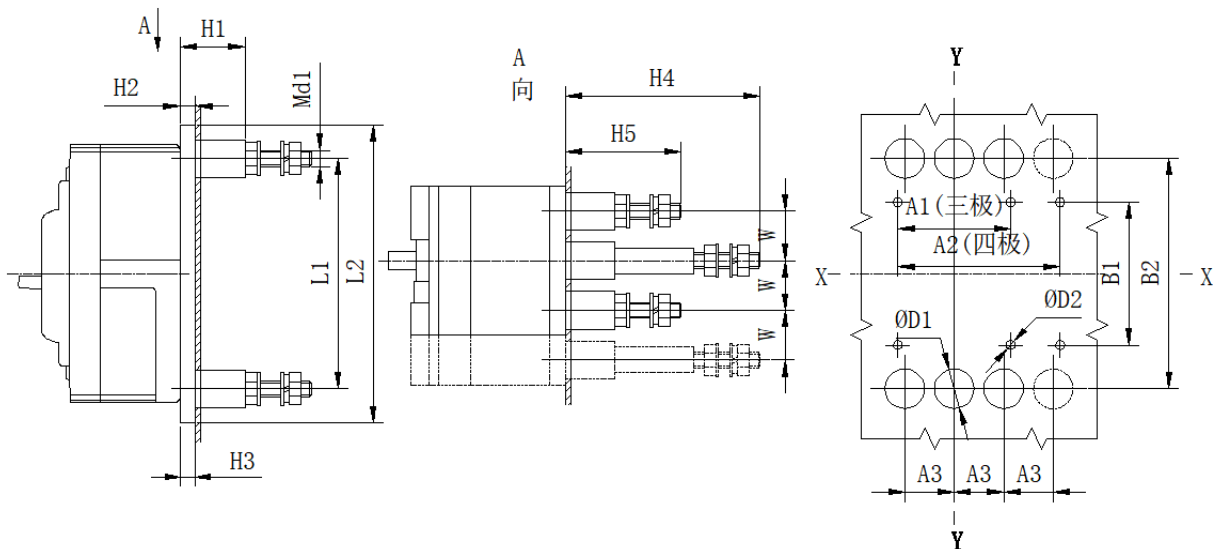 A
H1
H2
Md1
L1
L2
H3
A
向
H4
H5
W
W
W
Y
A1(三极)
A2(四极)
X
X
B1
B2
ØD1
ØD2
A3
A3
A3
Y